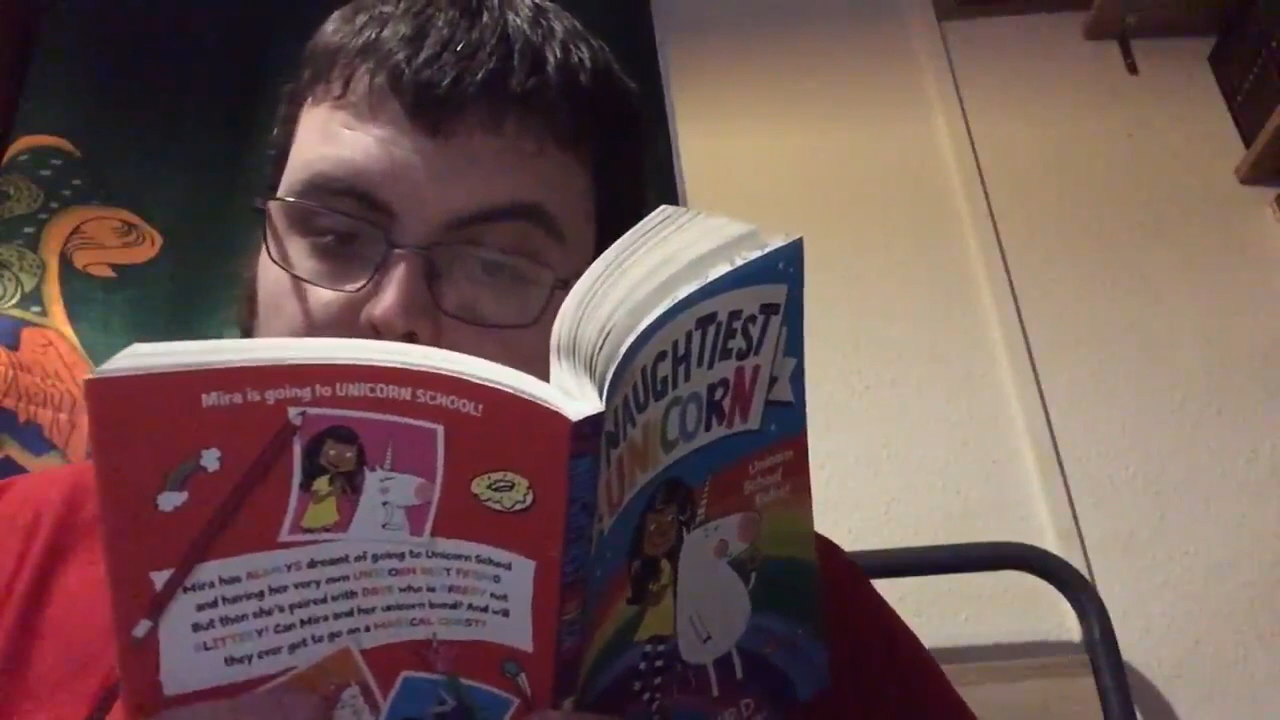 Mira is going to UNICORN SCHOOL!
Mira has ALWAYS dreamt of going to Unicorn School
and having her very own UNICORN BEST FRIEND
But then she's paired with DAVE who is GREEDY not
GLITTERY! Can Mira and her unicorn bond? And will
they ever get to go on a MAGICAL QUEST?
NAUGHTIEST
UNICORN
Unicorn
School
Rules!